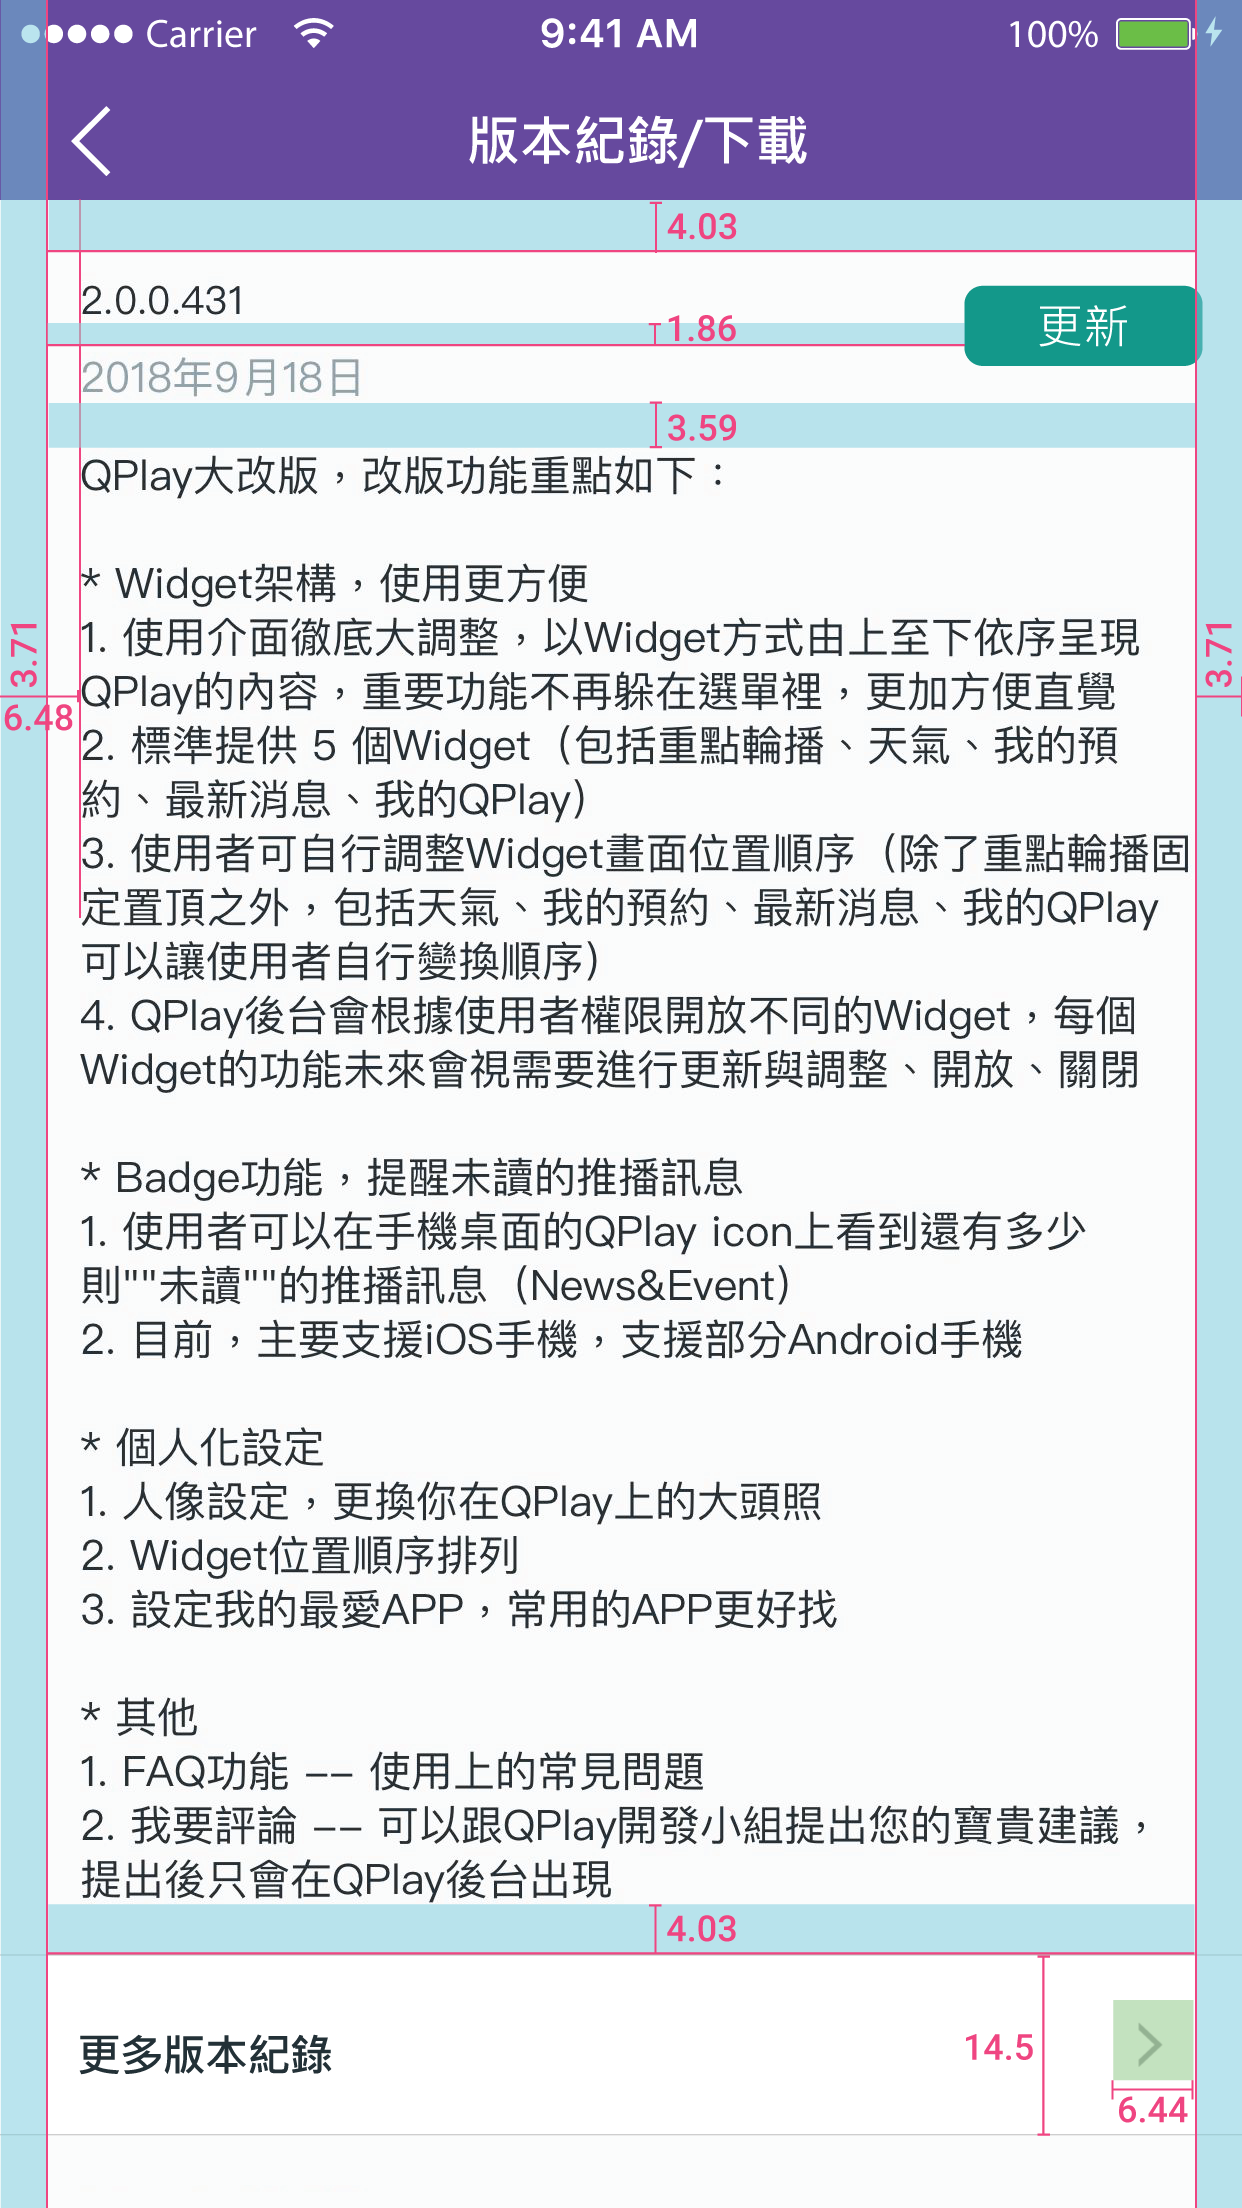 Carrier 9:41 AM 100%
版本紀錄/下載
4.03
2.0.0.431
更新
1.86
2018年9月18日
3.59
QPlay大改版，改版功能重點如下：
* Widget架構，使用更方便
1. 使用介面徹底大調整，以Widget方式由上至下依序呈現
3.71
3.71
QPlay的內容，重要功能不再躲在選單裡，更加方便直覺
6.48
2. 標準提供 5 個Widget（包括重點輪播、天氣、我的預
約、最新消息、我的QPlay）
3. 使用者可自行調整Widget畫面位置順序（除了重點輪播固
定置頂之外，包括天氣、我的預約、最新消息、我的QPlay
可以讓使用者自行變換順序）
4. QPlay後台會根據使用者權限開放不同的Widget，每個
Widget的功能未來會視需要進行更新與調整、開放、關閉
* Badge功能，提醒未讀的推播訊息
1. 使用者可以在手機桌面的QPlay icon上看到還有多少
則""未讀""的推播訊息（News&Event）
2. 目前，主要支援iOS手機，支援部分Android手機
* 個人化設定
1. 人像設定，更換你在QPlay上的大頭照
2. Widget位置順序排列
3. 設定我的最愛APP，常用的APP更好找
* 其他
1. FAQ功能 -- 使用上的常見問題
2. 我要評論 -- 可以跟QPlay開發小組提出您的寶貴建議，
提出後只會在QPlay後台出現
4.03
更多版本紀錄
14.5
6.44